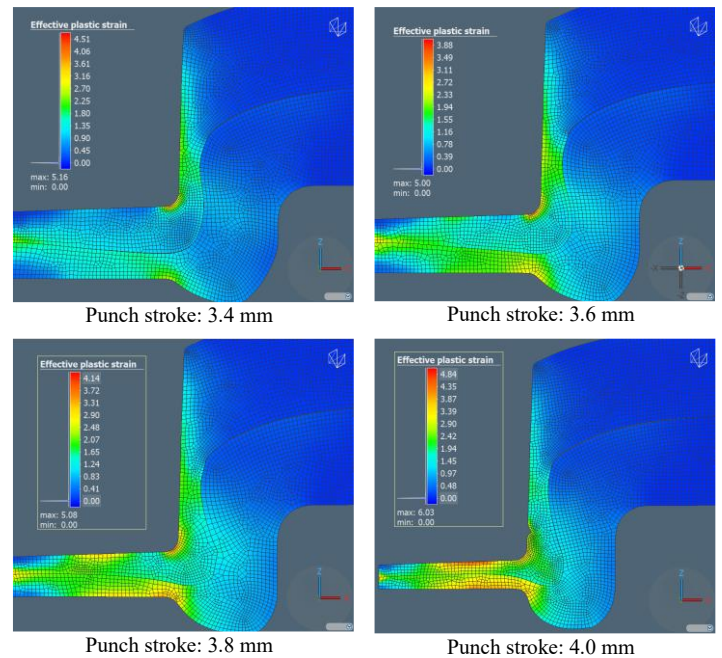 Effective plastic strain
4.51
4.06
3.61
3.16
2.70
2.25
1.80
1.35
0.90
0.45
0.00
max: 5.16
min: 0.00
Z
Punch stroke: 3.4 mm
Effective plastic strain
3.88
3.49
3.11
2.72
2.33
1.94
1.55
1.16
0.78
0.39
0.00
max: 5.00
min: 0.00
Z
Punch stroke: 3.6 mm
Effective plastic strain
4.14
3.72
3.31
2.90
2.48
2.07
1.65
1.24
0.83
0.41
0.00
max: 5.08
min: 0.00
Z
Punch stroke: 3.8 mm
Effective plastic strain
4.84
4.35
3.87
3.39
2.90
2.42
1.94
1.45
0.97
0.48
0.00
max: 6.03
min: 0.00
Z
Punch stroke: 4.0 mm